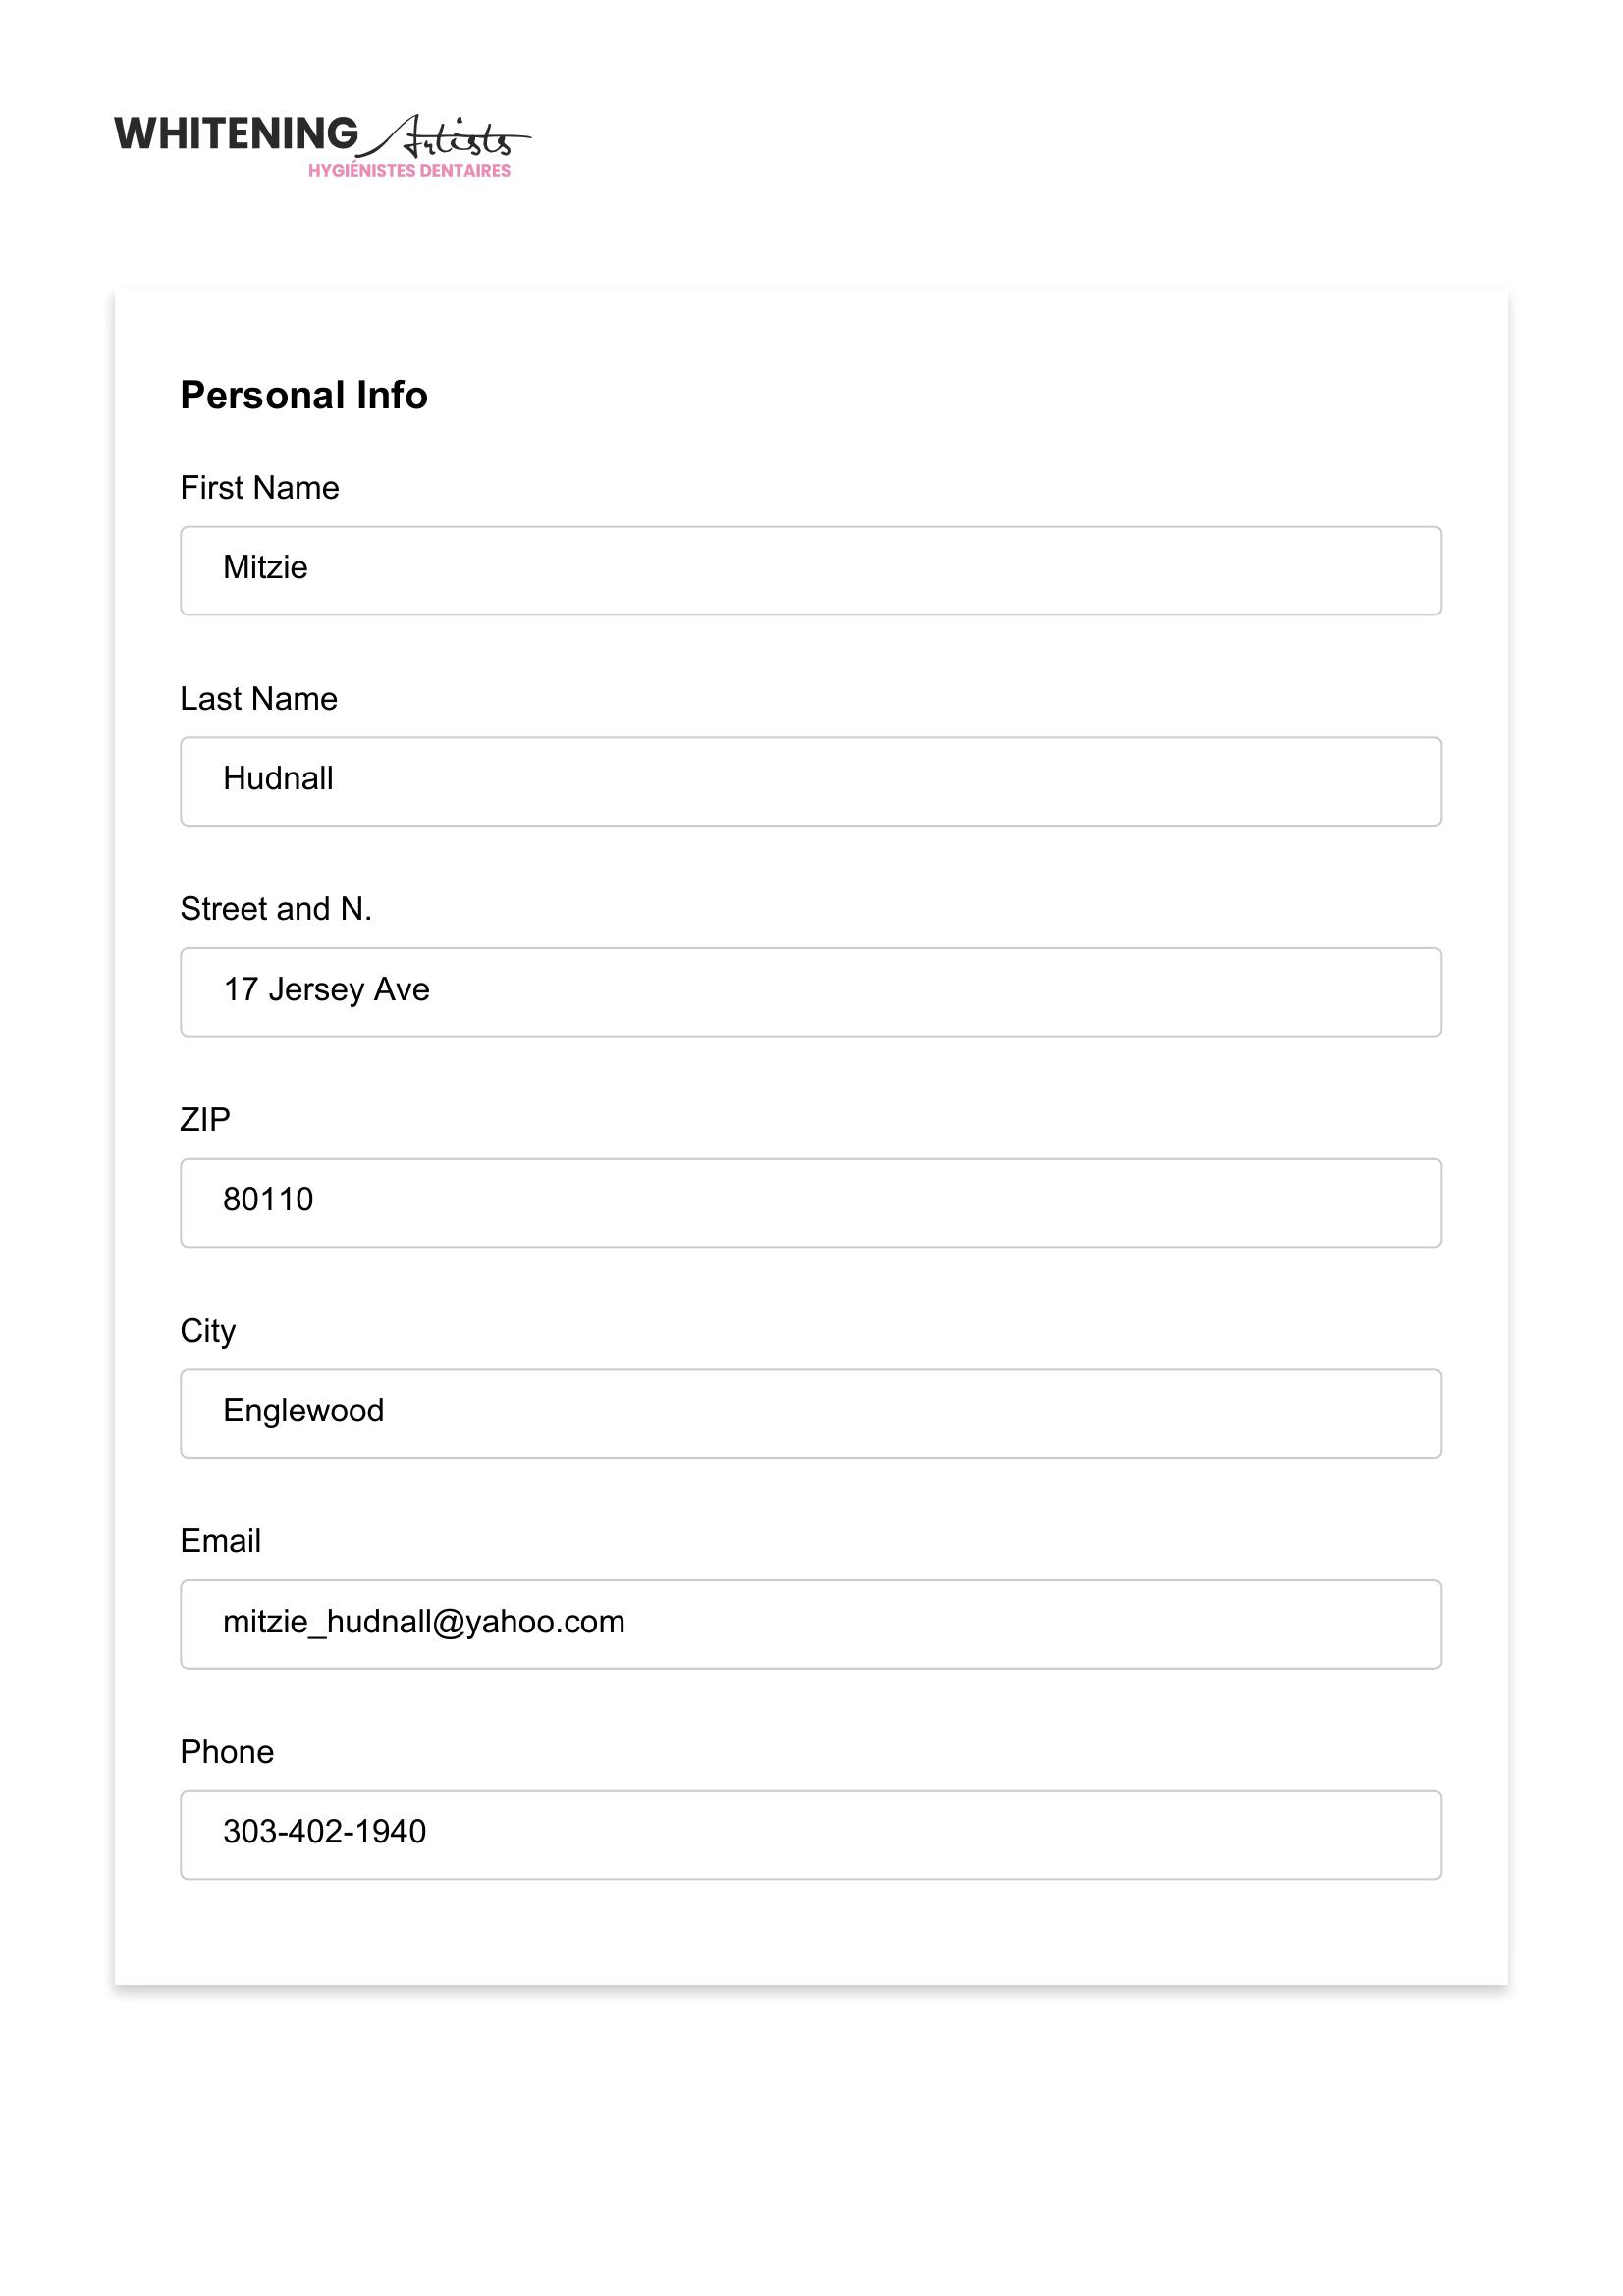 WHITENING Artists
HYGIÉNISTES DENTAIRES
Personal Info
First Name
Mitzie
Last Name
Hudnall
Street and N.
17 Jersey Ave
ZIP
80110
City
Englewood
Email
mitzie_hudnall@yahoo.com
Phone
303-402-1940